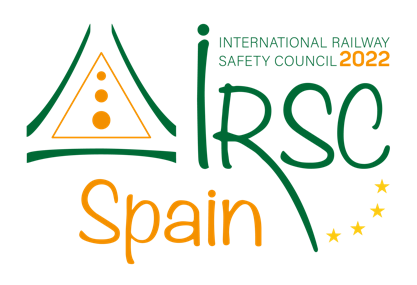 INTERNATIONAL RAILWAY
SAFETY COUNCIL 2022
IRSC
Spain